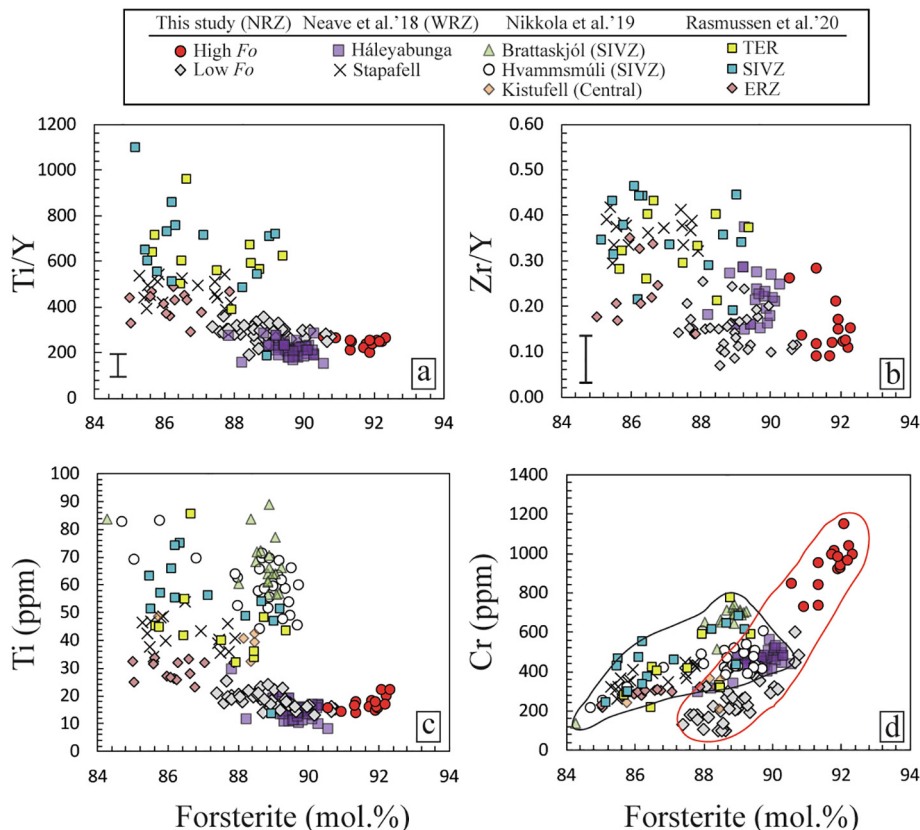 This study (NRZ) Neave et al.'18 (WRZ) Nikkola et al.'19 Rasmussen et al.'20
High Fo Háleyabunga Brattaskjól (SIVZ) TER
Low Fo Stapafell Hvammsmúli (SIVZ) SIVZ
Kistufell (Central) ERZ
1200
1000
800
600
400
200
0
Ti/Y
84 86 88 90 92 94
a
0.60
0.50
0.40
0.30
0.20
0.10
0.00
Zr/Y
84 86 88 90 92 94
b
100
90
80
70
60
50
40
30
20
10
0
Ti (ppm)
84 86 88 90 92 94
c
Forsterite (mol.%)
1400
1200
1000
800
600
400
200
0
Cr (ppm)
84 86 88 90 92 94
d
Forsterite (mol.%)